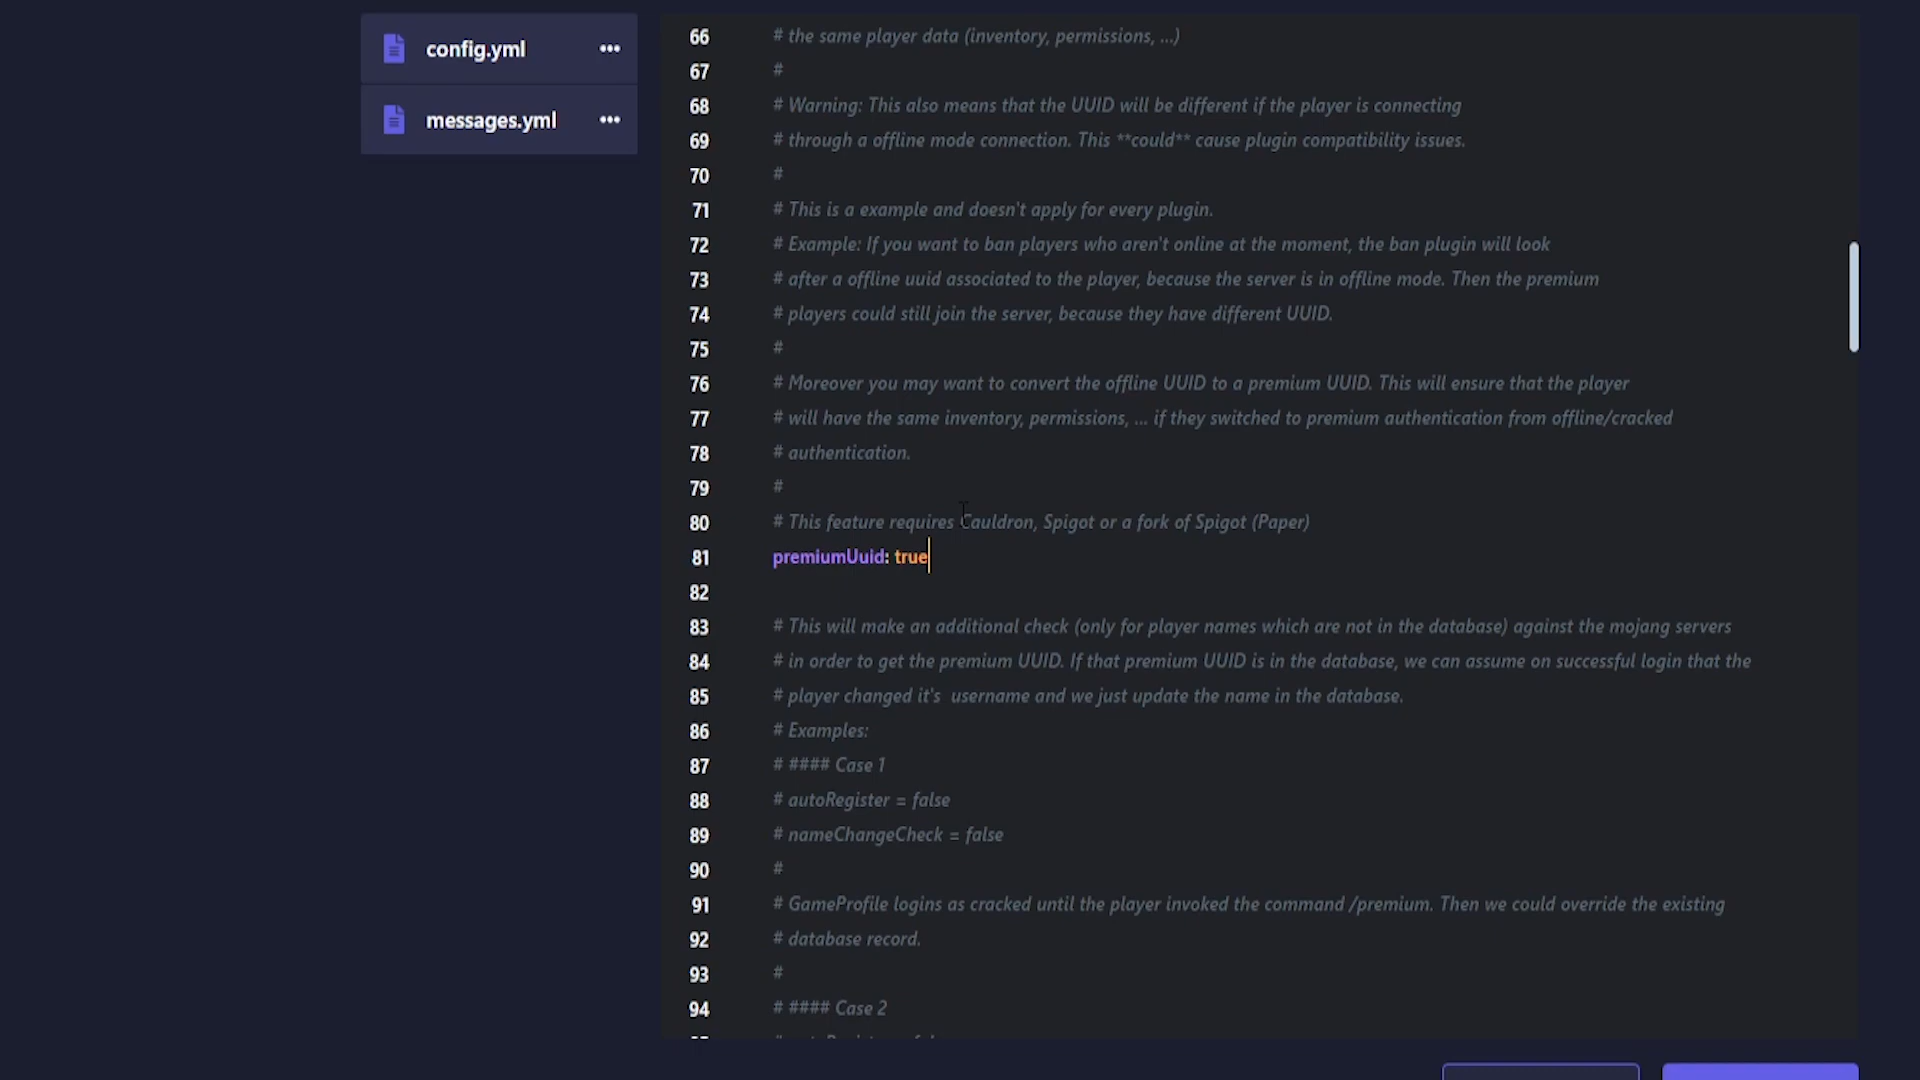 config.yml
•••
messages.yml
•••
66 # the same player data (inventory, permissions, ...)
67 #
68 # Warning: This also means that the UUID will be different if the player is connecting
69 # through a offline mode connection. This **could** cause plugin compatibility issues.
70 #
71 # This is a example and doesn't apply for every plugin.
72 # Example: If you want to ban players who aren't online at the moment, the ban plugin will look
73 # after a offline uuid associated to the player, because the server is in offline mode. Then the premium
74 # players could still join the server, because they have different UUID.
75 #
76 # Moreover you may want to convert the offline UUID to a premium UUID. This will ensure that the player
77 # will have the same inventory, permissions, ... if they switched to premium authentication from offline/cracked
78 # authentication.
79 #
80 # This feature requires Cauldron, Spigot or a fork of Spigot (Paper)
81 premiumUuid: true
82
83 # This will make an additional check (only for player names which are not in the database) against the mojang servers
84 # in order to get the premium UUID. If that premium UUID is in the database, we can assume on successful login that the
85 # player changed it's  username and we just update the name in the database.
86 # Examples:
87 # #### Case 1
88 # autoRegister = false
89 # nameChangeCheck = false
90 #
91 # GameProfile logins as cracked until the player invoked the command /premium. Then we could override the existing
92 # database record.
93 #
94 # #### Case 2